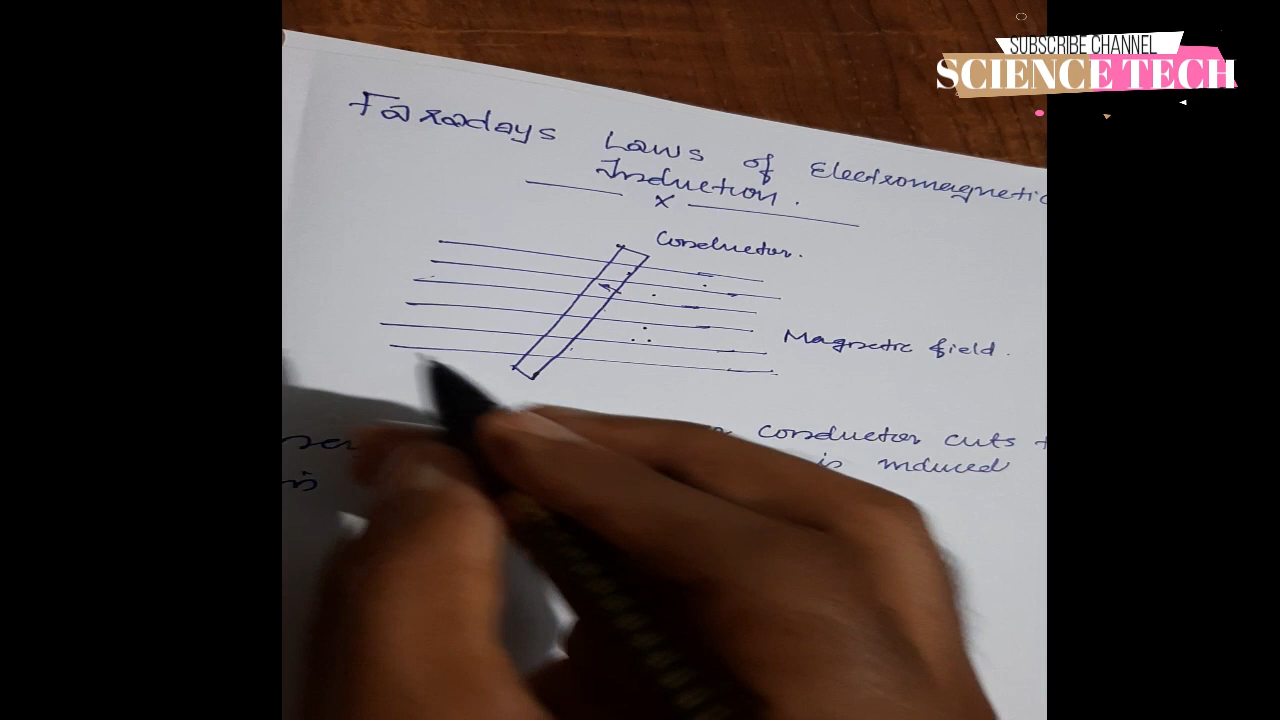 SUBSCRIBE CHANNEL
SCIENCE TECH
Faradays Laws of Electromagnetic
Induction.
x
Conductor.
Magnetic field.
conductor cuts
is induced